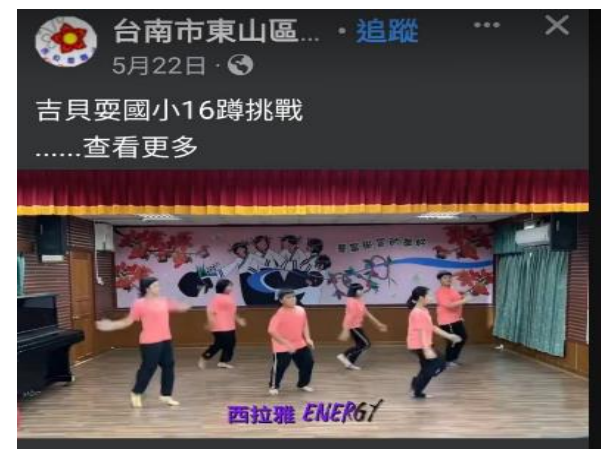 台南市東山區... · 追蹤
5月22日
吉貝耍國小16蹲挑戰
......查看更多
西拉雅 ENERGY